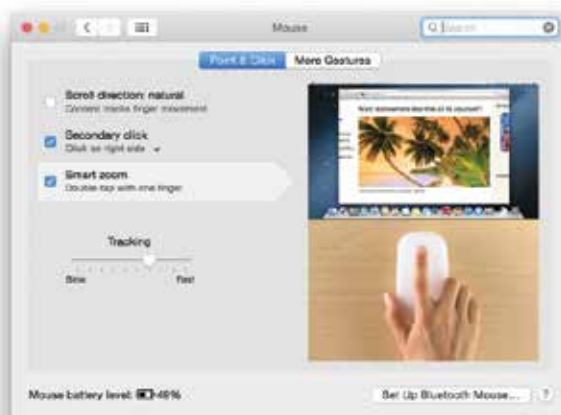 Mouse
Search
Point & Click
More Gestures
Scroll direction: natural
Content tracks finger movement
Secondary click
Click on right side
Smart zoom
Double-tap with one finger
Tracking
Slow
Fast
Mouse battery level:
Set Up Bluetooth Mouse...
?